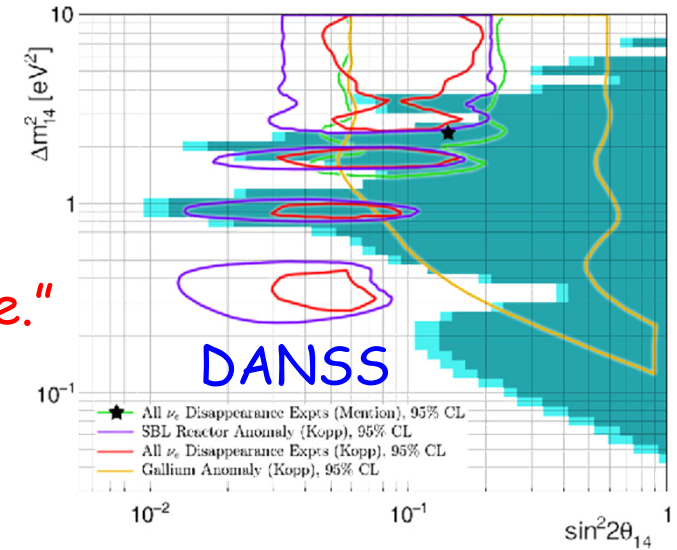 10
Δm²₁₄ [eV²]
1
e."
DANSS
10⁻¹
All νₑ Disappearance Expts (Mention), 95% CL
SBL Reactor Anomaly (Kopp), 95% CL
All νₑ Disappearance Expts (Kopp), 95% CL
Gallium Anomaly (Kopp), 95% CL
10⁻² 10⁻¹ 1
sin²2θ₁₄